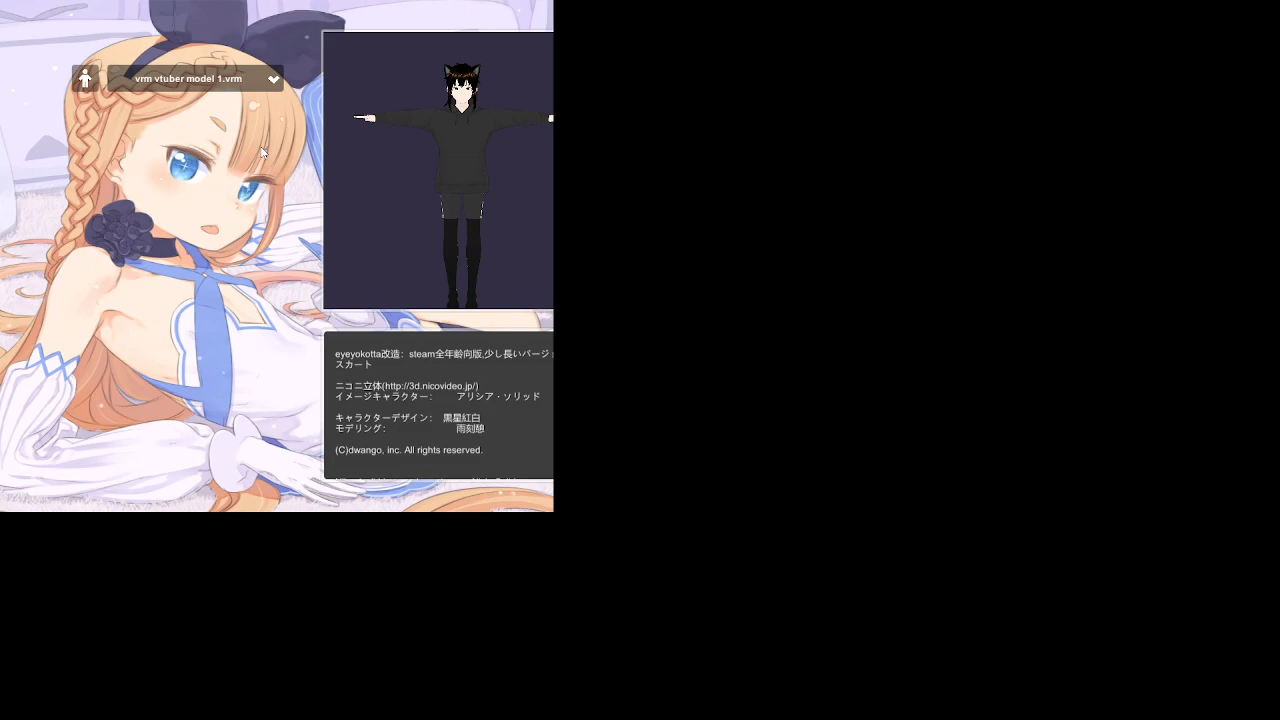 vrm vtuber model 1.vrm
eyeyokotta改造: steam全年齢向版,少し長いバージ
スカート
ニコニ立体(http://3d.nicovideo.jp/)
イメージキャラクター: アリシア・ソリッド
キャラクターデザイン: 黒星紅白
モデリング: 雨刻憩
(C)dwango, inc. All rights reserved.